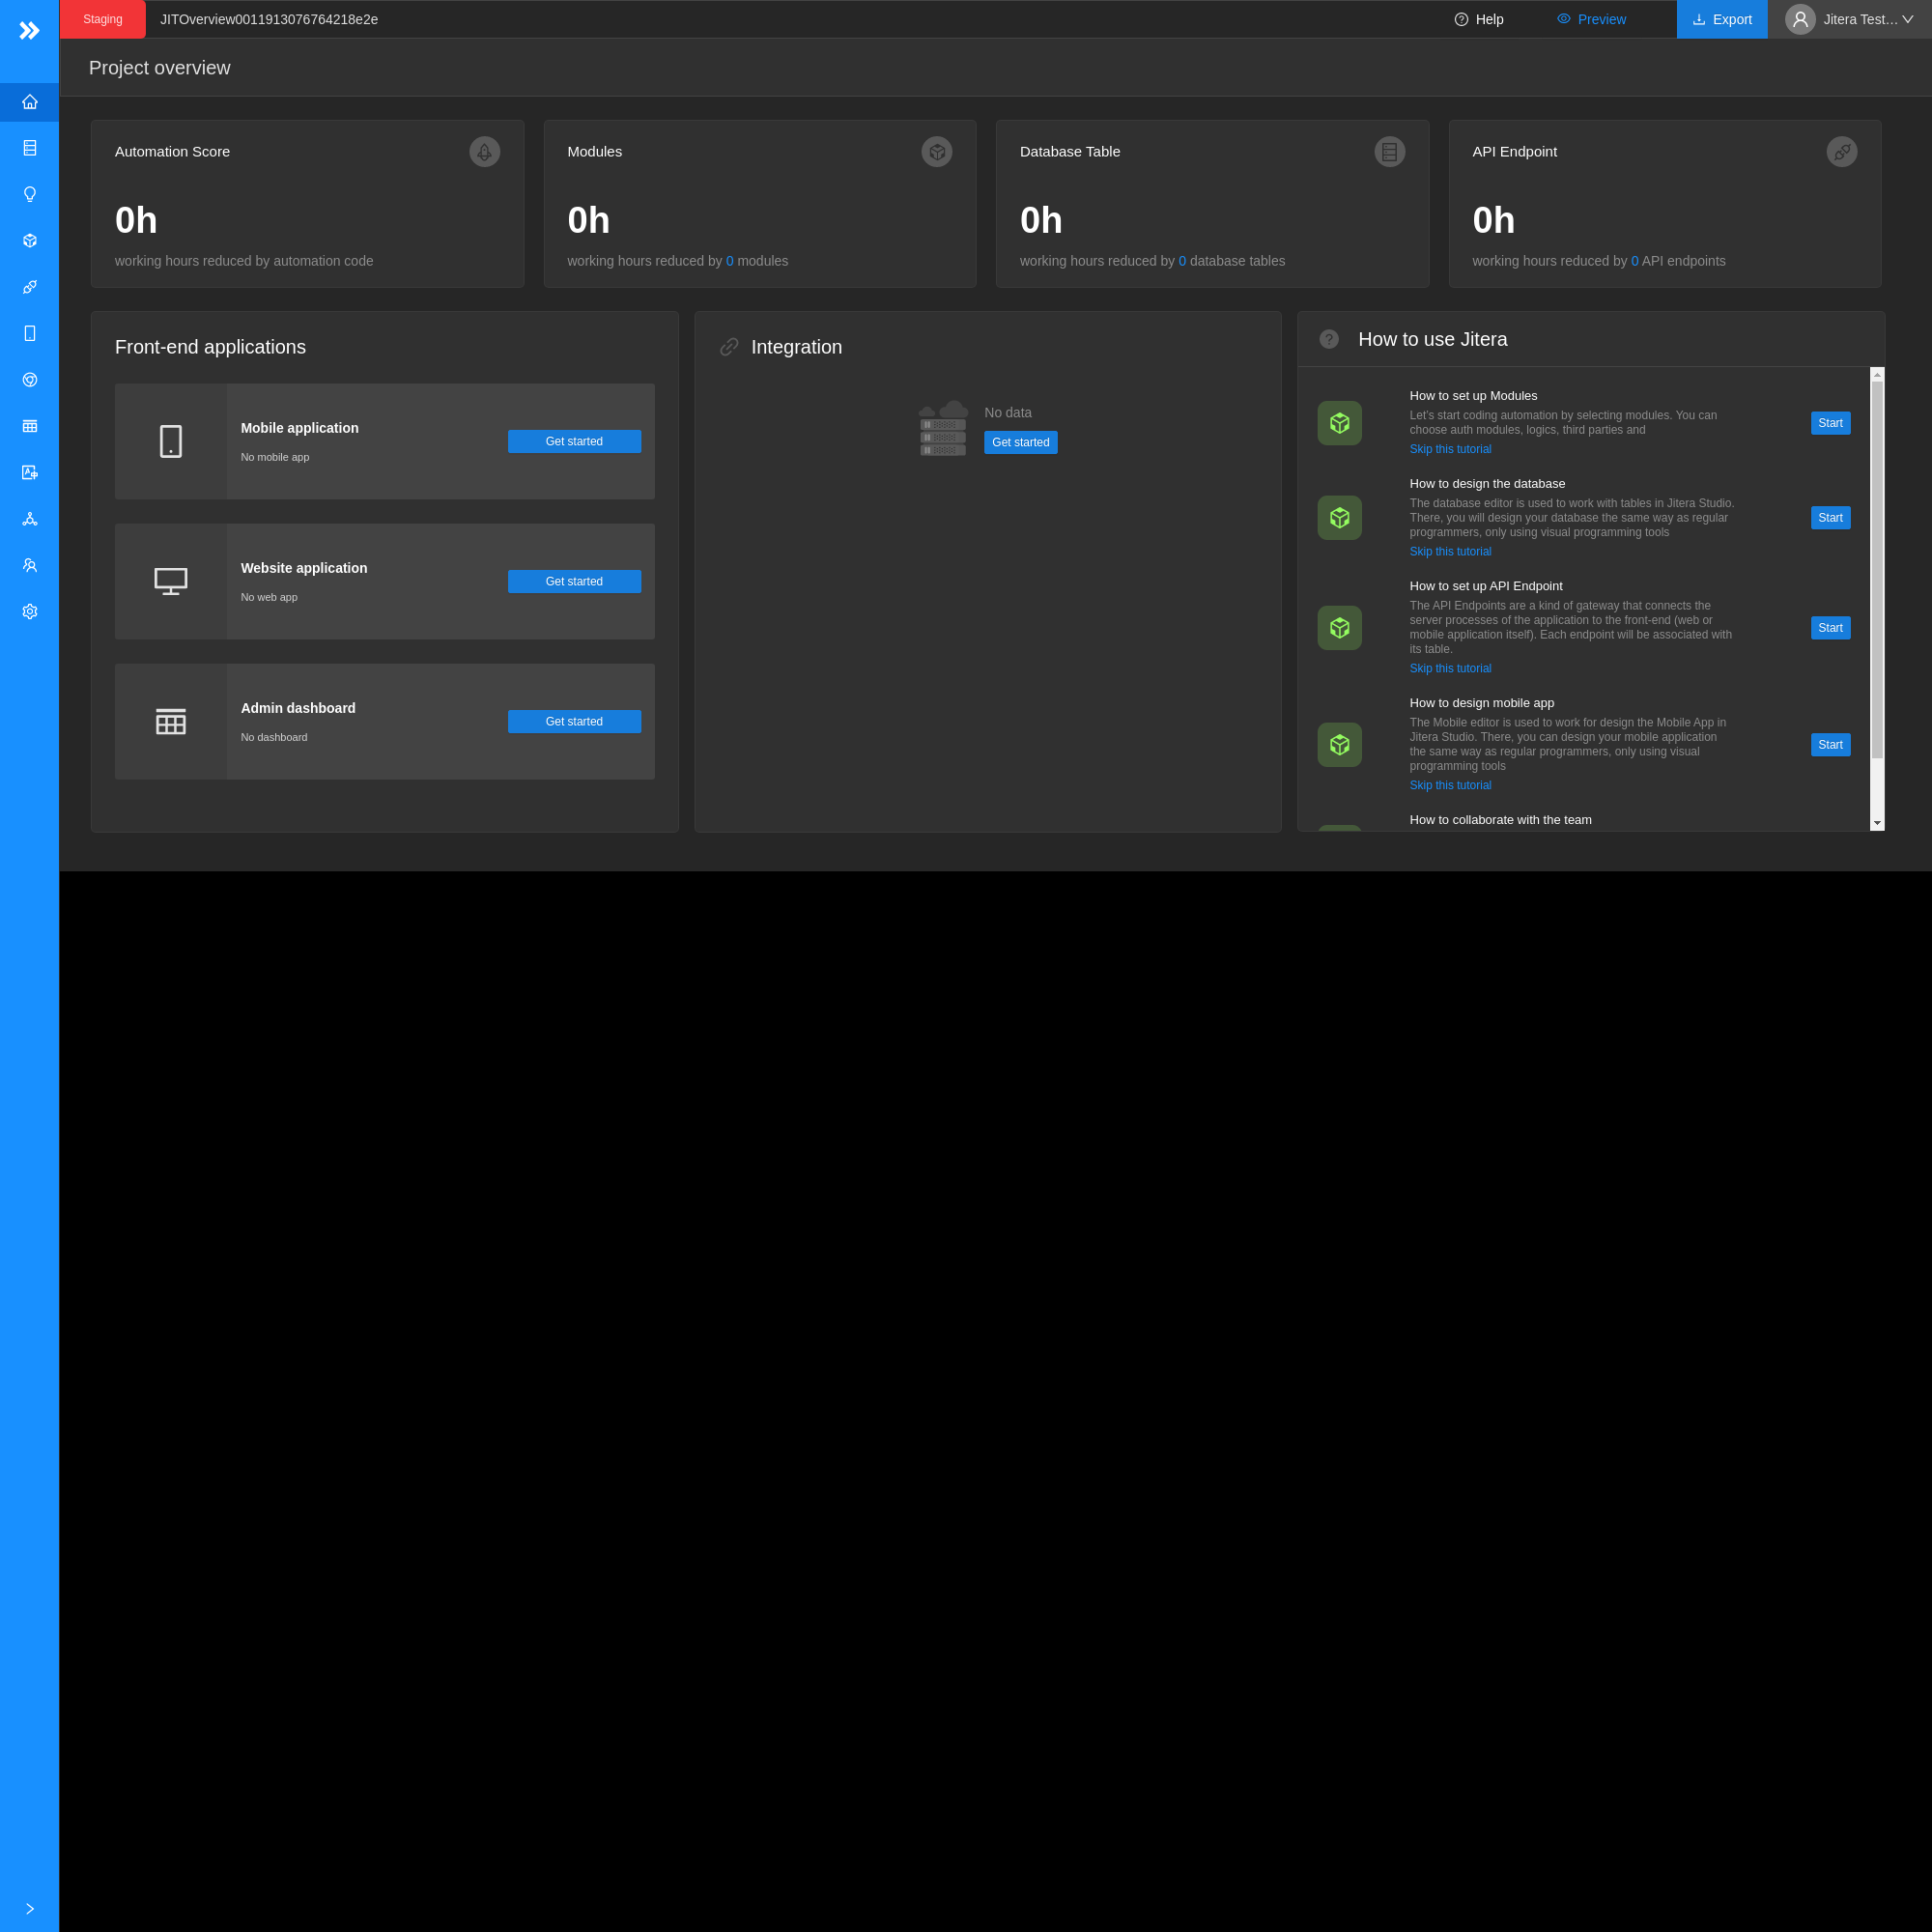 Staging
JITOverview0011913076764218e2e
Help
Preview
Export
Jitera Test…
Project overview
Automation Score
0h
working hours reduced by automation code
Modules
0h
working hours reduced by 0 modules
Database Table
0h
working hours reduced by 0 database tables
API Endpoint
0h
working hours reduced by 0 API endpoints
Front-end applications
Mobile application
No mobile app
Get started
Website application
No web app
Get started
Admin dashboard
No dashboard
Get started
Integration
No data
Get started
How to use Jitera
How to set up Modules
Let's start coding automation by selecting modules. You can
choose auth modules, logics, third parties and
Skip this tutorial
Start
How to design the database
The database editor is used to work with tables in Jitera Studio.
There, you will design your database the same way as regular
programmers, only using visual programming tools
Skip this tutorial
Start
How to set up API Endpoint
The API Endpoints are a kind of gateway that connects the
server processes of the application to the front-end (web or
mobile application itself). Each endpoint will be associated with
its table.
Skip this tutorial
Start
How to design mobile app
The Mobile editor is used to work for design the Mobile App in
Jitera Studio. There, you can design your mobile application
the same way as regular programmers, only using visual
programming tools
Skip this tutorial
Start
How to collaborate with the team